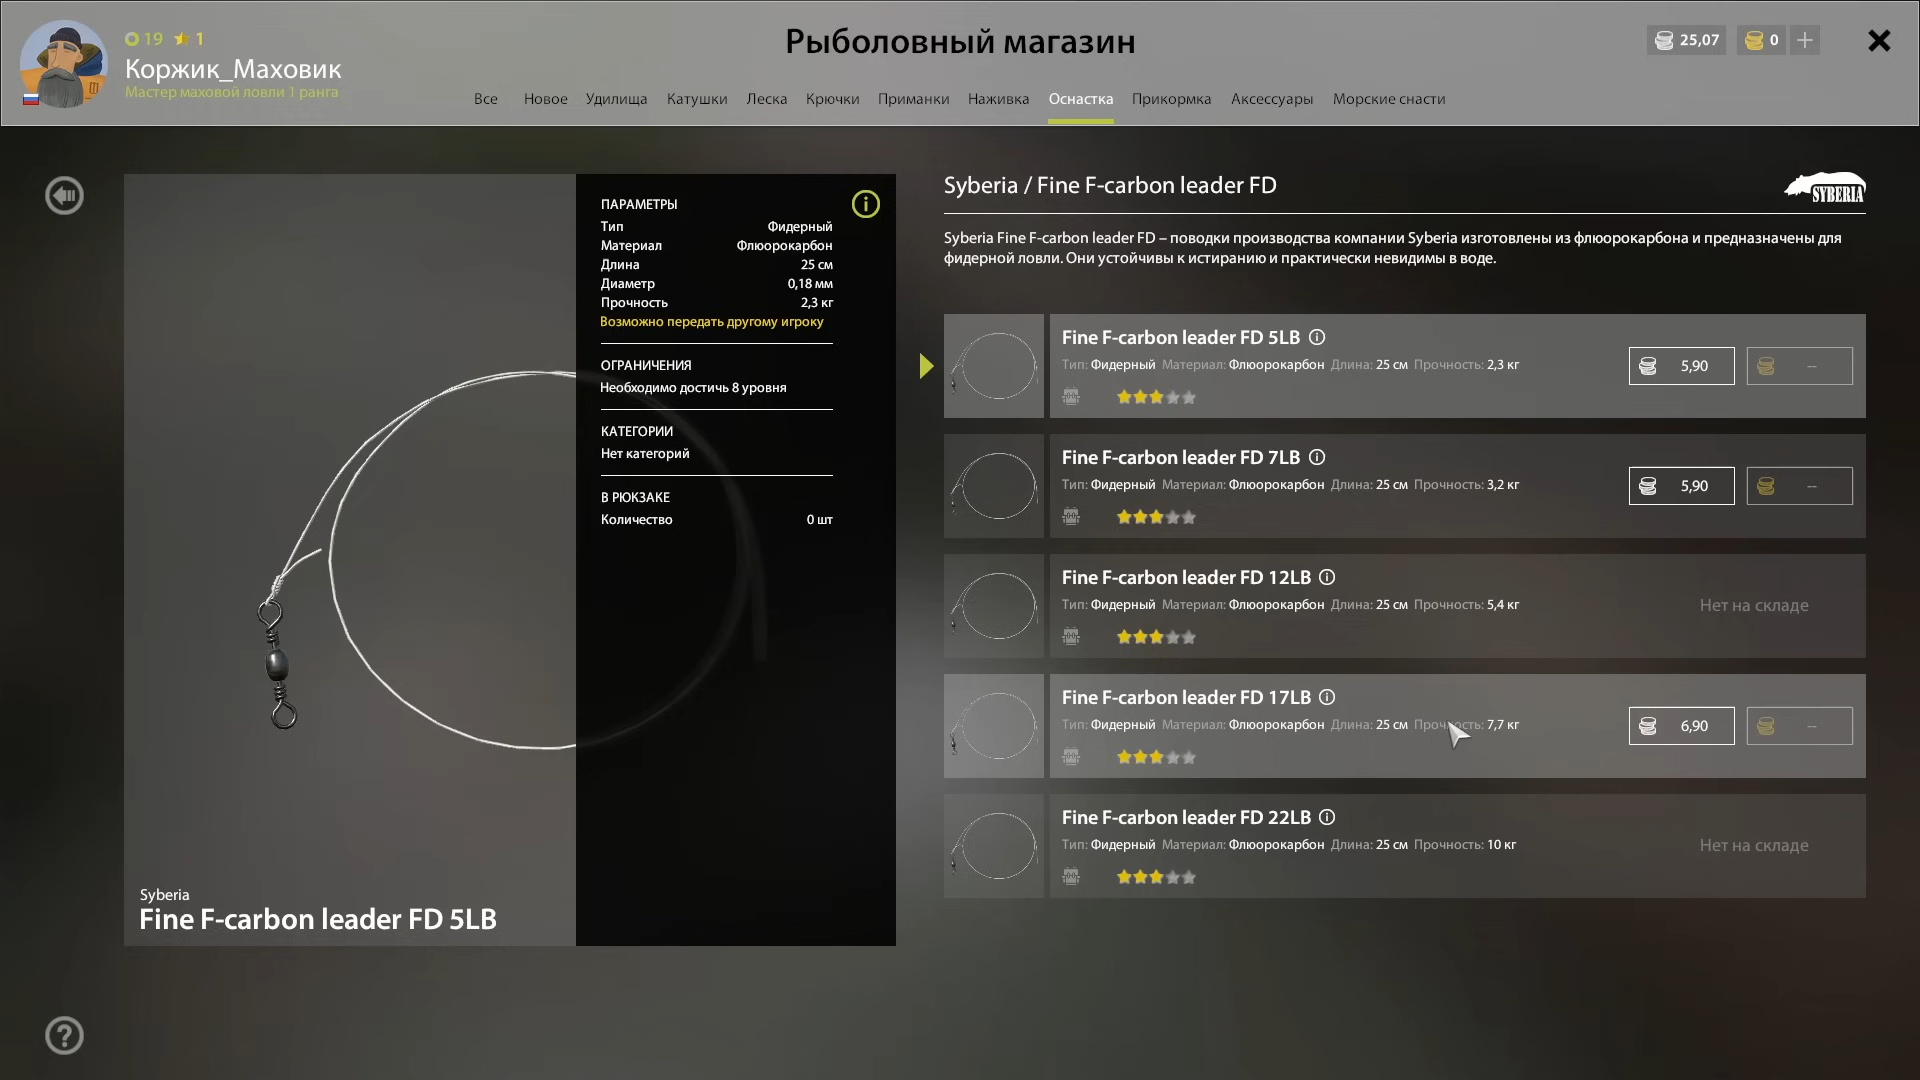 19 1
Коржик_Маховик
Мастер маховой ловли 1 ранга
Рыболовный магазин
25,07 0
Все Новое Удилища Катушки Леска Крючки Приманки Наживка Оснастка Прикормка Аксессуары Морские снасти
ПАРАМЕТРЫ
Тип Фидерный
Материал Флюорокарбон
Длина 25 см
Диаметр 0,18 мм
Прочность 2,3 кг
Возможно передать другому игроку
ОГРАНИЧЕНИЯ
Необходимо достичь 8 уровня
КАТЕГОРИИ
Нет категорий
В РЮКЗАКЕ
Количество 0 шт
Syberia
Fine F-carbon leader FD 5LB
Syberia / Fine F-carbon leader FD
SYBERIA
Syberia Fine F-carbon leader FD – поводки производства компании Syberia изготовлены из флюорокарбона и предназначены для
фидерной ловли. Они устойчивы к истиранию и практически невидимы в воде.
Fine F-carbon leader FD 5LB
Тип: Фидерный Материал: Флюорокарбон Длина: 25 см Прочность: 2,3 кг
5,90 --
Fine F-carbon leader FD 7LB
Тип: Фидерный Материал: Флюорокарбон Длина: 25 см Прочность: 3,2 кг
5,90 --
Fine F-carbon leader FD 12LB
Тип: Фидерный Материал: Флюорокарбон Длина: 25 см Прочность: 5,4 кг
Нет на складе
Fine F-carbon leader FD 17LB
Тип: Фидерный Материал: Флюорокарбон Длина: 25 см Прочность: 7,7 кг
6,90 --
Fine F-carbon leader FD 22LB
Тип: Фидерный Материал: Флюорокарбон Длина: 25 см Прочность: 10 кг
Нет на складе